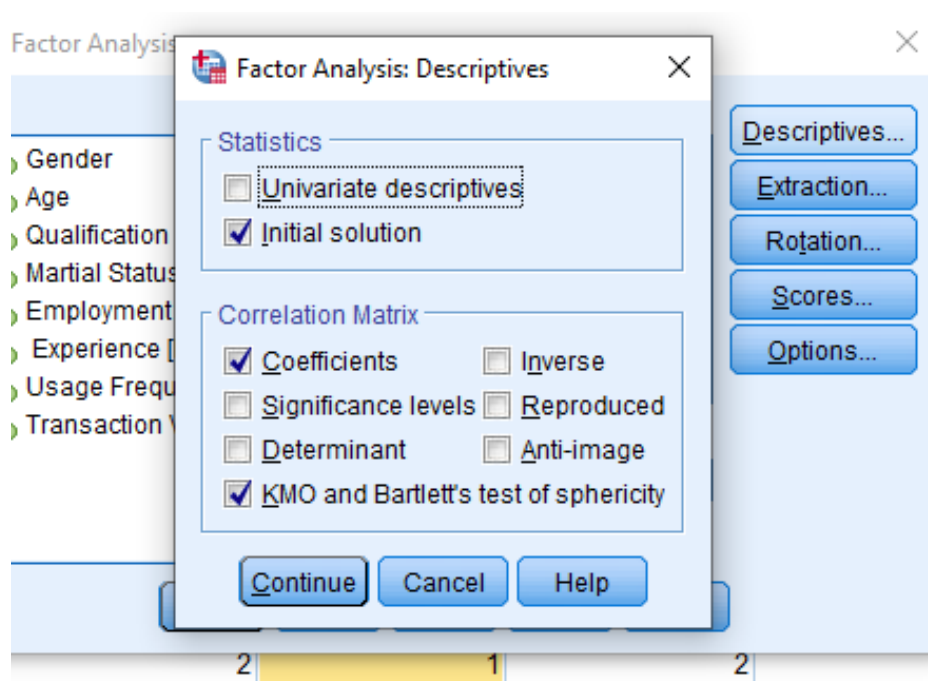 Factor Analysis
Factor Analysis: Descriptives
Statistics
Univariate descriptives
Initial solution
Correlation Matrix
Coefficients
Inverse
Significance levels
Reproduced
Determinant
Anti-image
KMO and Bartlett's test of sphericity
Continue
Cancel
Help
Gender
Age
Qualification
Martial Status
Employment
Experience [
Usage Frequ
Transaction
Descriptives...
Extraction...
Rotation...
Scores...
Options...
2 1 2